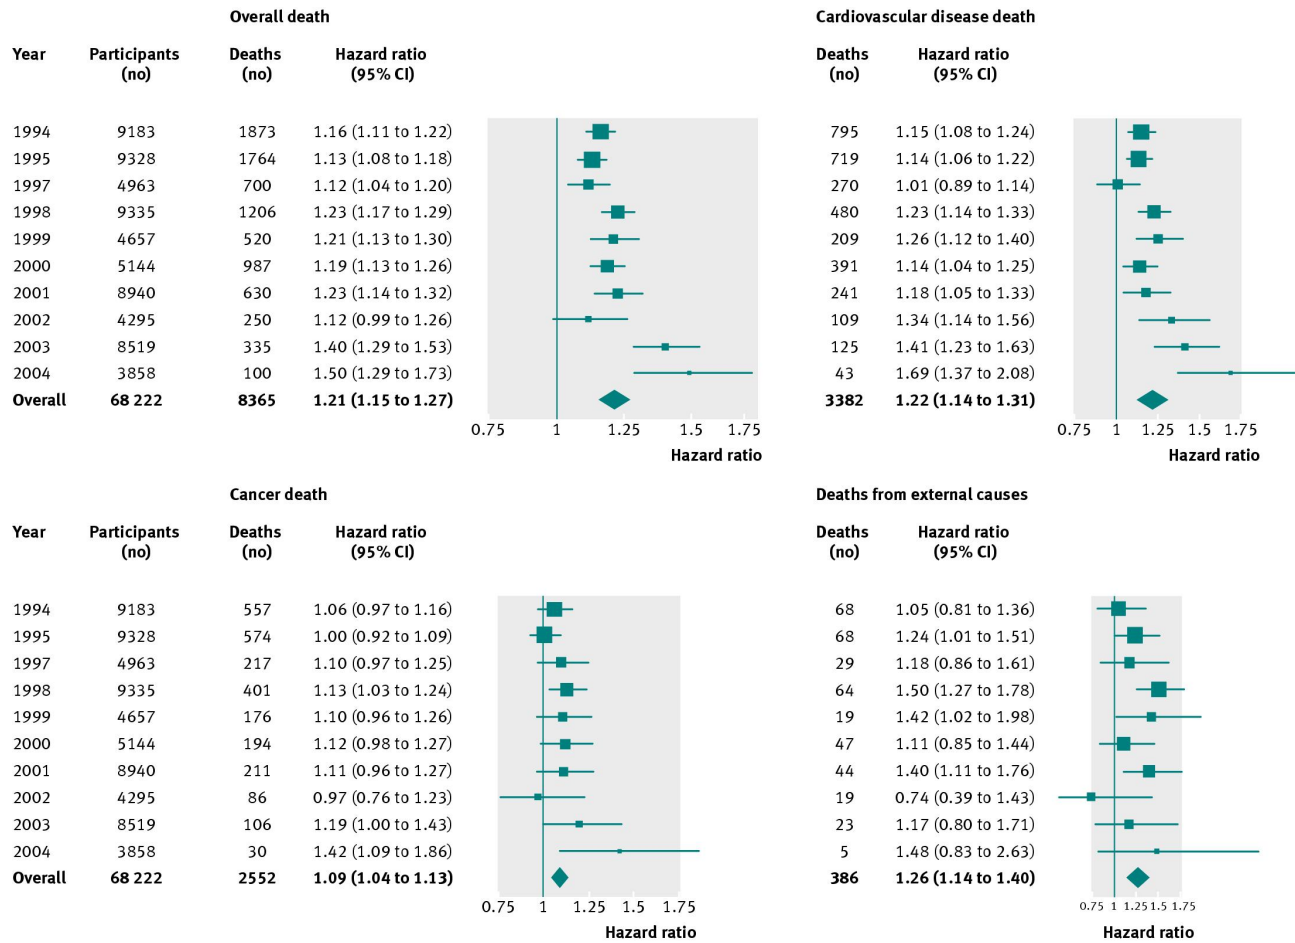 Overall death
Cardiovascular disease death
Year Participants (no) Deaths (no) Hazard ratio (95% CI) Deaths (no) Hazard ratio (95% CI)
1994 9183 1873 1.16 (1.11 to 1.22) 795 1.15 (1.08 to 1.24)
1995 9328 1764 1.13 (1.08 to 1.18) 719 1.14 (1.06 to 1.22)
1997 4963 700 1.12 (1.04 to 1.20) 270 1.01 (0.89 to 1.14)
1998 9335 1206 1.23 (1.17 to 1.29) 480 1.23 (1.14 to 1.33)
1999 4657 520 1.21 (1.13 to 1.30) 209 1.26 (1.12 to 1.40)
2000 5144 987 1.19 (1.13 to 1.26) 391 1.14 (1.04 to 1.25)
2001 8940 630 1.23 (1.14 to 1.32) 241 1.18 (1.05 to 1.33)
2002 4295 250 1.12 (0.99 to 1.26) 109 1.34 (1.14 to 1.56)
2003 8519 335 1.40 (1.29 to 1.53) 125 1.41 (1.23 to 1.63)
2004 3858 100 1.50 (1.29 to 1.73) 43 1.69 (1.37 to 2.08)
Overall 68 222 8365 1.21 (1.15 to 1.27) 3382 1.22 (1.14 to 1.31)
0.75 1 1.25 1.5 1.75 0.75 1 1.25 1.5 1.75
Hazard ratio Hazard ratio
Cancer death
Deaths from external causes
Year Participants (no) Deaths (no) Hazard ratio (95% CI) Deaths (no) Hazard ratio (95% CI)
1994 9183 557 1.06 (0.97 to 1.16) 68 1.05 (0.81 to 1.36)
1995 9328 574 1.00 (0.92 to 1.09) 68 1.24 (1.01 to 1.51)
1997 4963 217 1.10 (0.97 to 1.25) 29 1.18 (0.86 to 1.61)
1998 9335 401 1.13 (1.03 to 1.24) 64 1.50 (1.27 to 1.78)
1999 4657 176 1.10 (0.96 to 1.26) 19 1.42 (1.02 to 1.98)
2000 5144 194 1.12 (0.98 to 1.27) 47 1.11 (0.85 to 1.44)
2001 8940 211 1.11 (0.96 to 1.27) 44 1.40 (1.11 to 1.76)
2002 4295 86 0.97 (0.76 to 1.23) 19 0.74 (0.39 to 1.43)
2003 8519 106 1.19 (1.00 to 1.43) 23 1.17 (0.80 to 1.71)
2004 3858 30 1.42 (1.09 to 1.86) 5 1.48 (0.83 to 2.63)
Overall 68 222 2552 1.09 (1.04 to 1.13) 386 1.26 (1.14 to 1.40)
0.75 1 1.25 1.5 1.75 0.75 1 1.25 1.5 1.75
Hazard ratio Hazard ratio